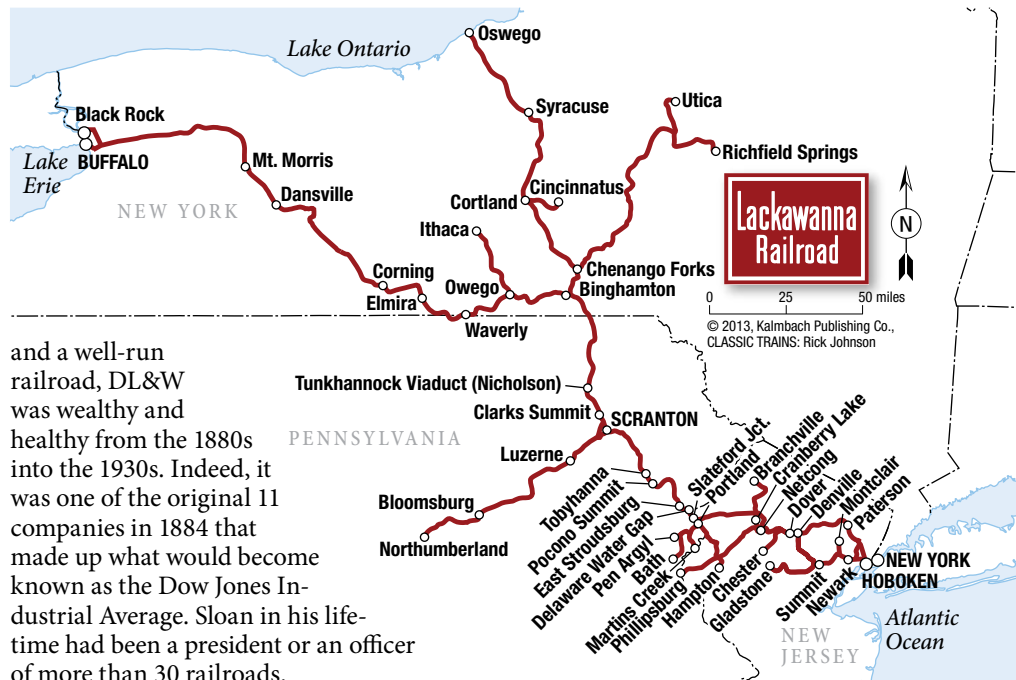 Lake Ontario
Oswego
Syracuse
Utica
Richfield Springs
Black Rock
BUFFALO
Lake
Erie
Mt. Morris
Dansville
NEW YORK
Cincinnatus
Cortland
Ithaca
Lackawanna
Railroad
N
Chenango Forks
Binghamton
Corning
Elmira
Owego
Waverly
0 25 50 miles
© 2013, Kalmbach Publishing Co.,
CLASSIC TRAINS: Rick Johnson
and a well-run
railroad, DL&W
was wealthy and
healthy from the 1880s
into the 1930s. Indeed, it
was one of the original 11
companies in 1884 that
made up what would become
known as the Dow Jones In-
dustrial Average. Sloan in his life-
time had been a president or an officer
of more than 30 railroads.
Tunkhannock Viaduct (Nicholson)
Clarks Summit
SCRANTON
PENNSYLVANIA
Luzerne
Bloomsburg
Northumberland
Tobyhanna
Pocono Summit
East Stroudsburg
Delaware Water Gap
Pen Argyl
Bath
Martins Creek
Phillipsburg
Hampton
Chester
Gladstone
Summit
Newark
Slateford Jct.
Portland
Branchville
Cranberry Lake
Netcong
Dover
Denville
Montclair
Paterson
NEW YORK
HOBOKEN
NEW
JERSEY
Atlantic
Ocean